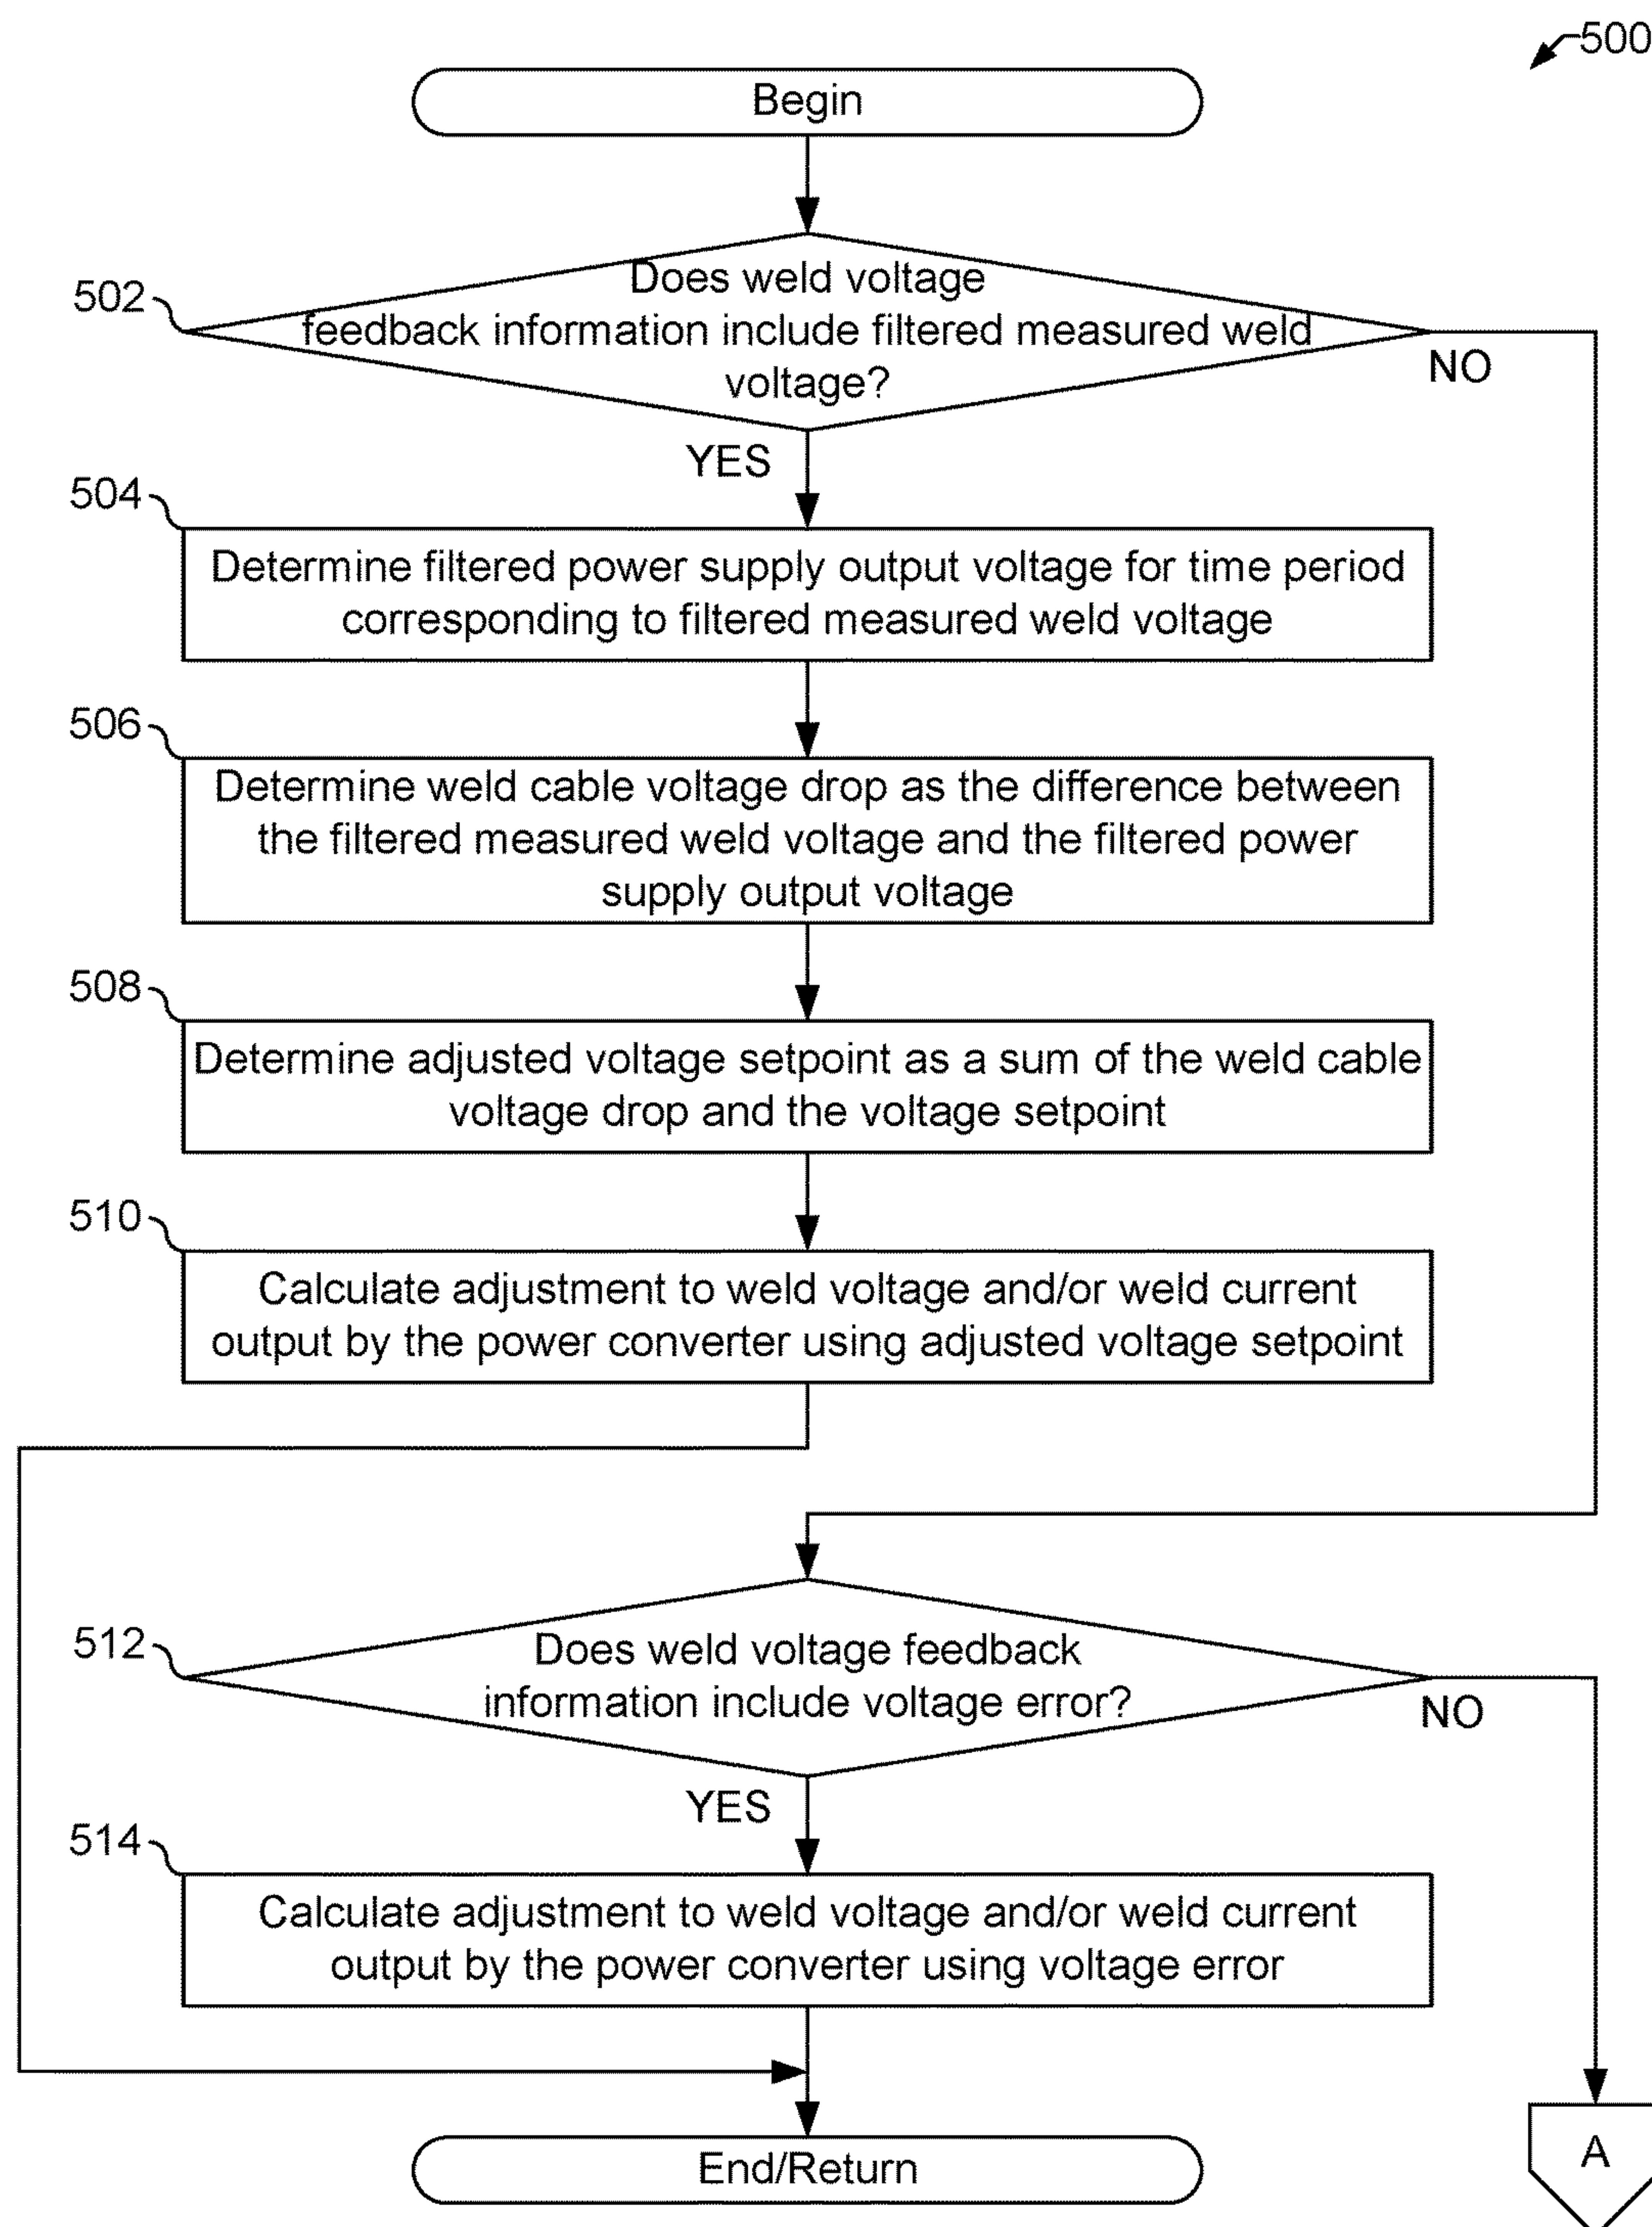 500
Begin
502
Does weld voltage
feedback information include filtered measured weld
voltage?
NO
YES
504
Determine filtered power supply output voltage for time period
corresponding to filtered measured weld voltage
506
Determine weld cable voltage drop as the difference between
the filtered measured weld voltage and the filtered power
supply output voltage
508
Determine adjusted voltage setpoint as a sum of the weld cable
voltage drop and the voltage setpoint
510
Calculate adjustment to weld voltage and/or weld current
output by the power converter using adjusted voltage setpoint
512
Does weld voltage feedback
information include voltage error?
NO
YES
514
Calculate adjustment to weld voltage and/or weld current
output by the power converter using voltage error
End/Return
A